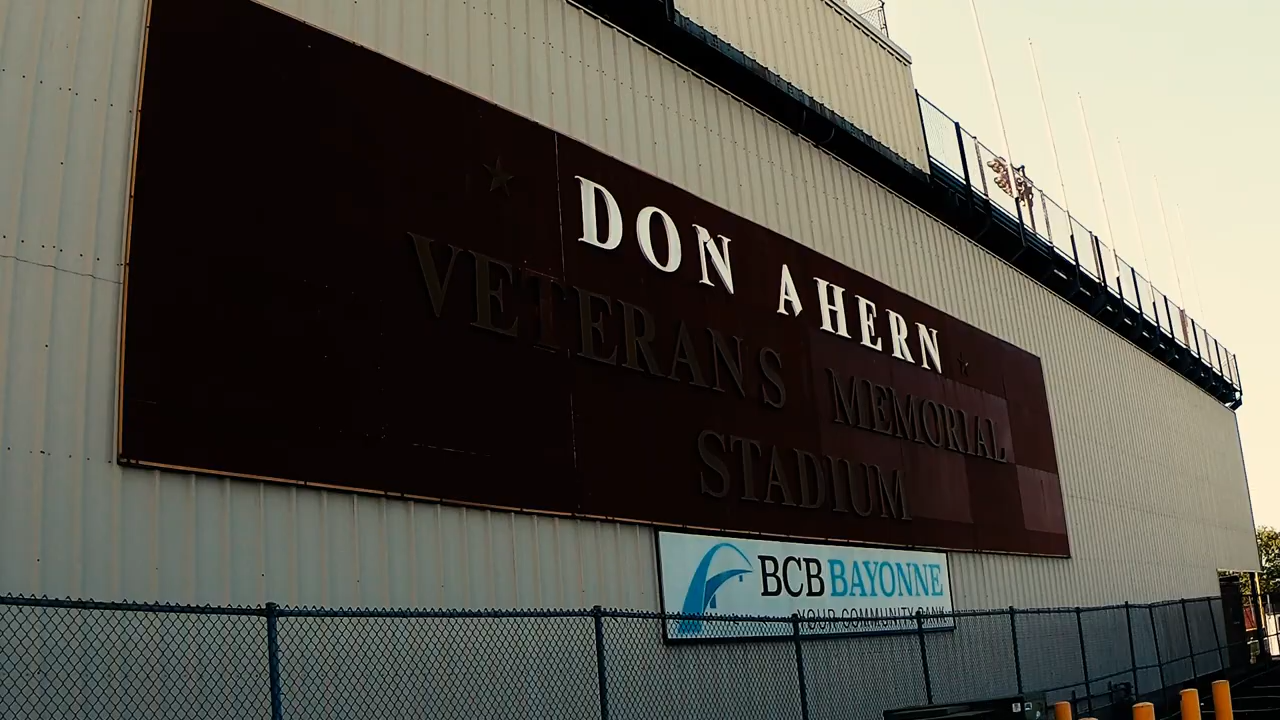 DON AHERN
VETERANS MEMORIAL
STADIUM
BCB BAYONNE
YOUR COMMUNITY BANK